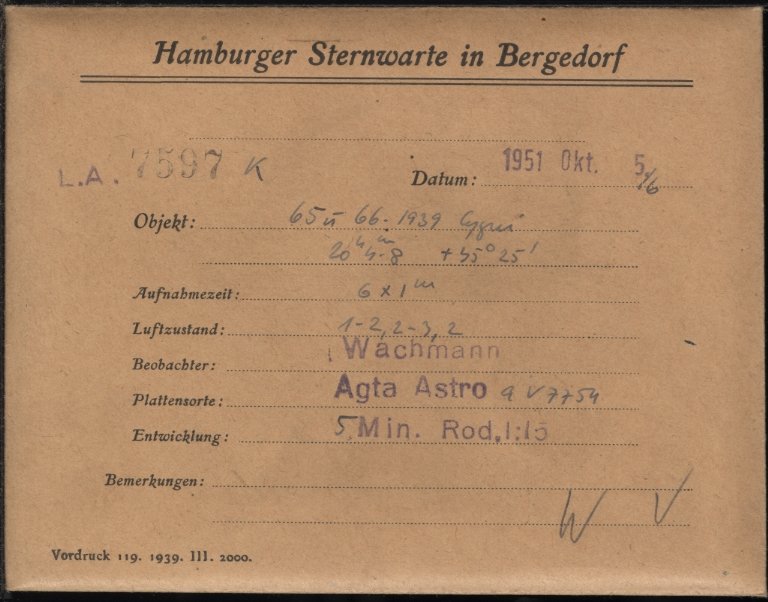 Hamburger Sternwarte in Bergedorf
L.A. 7597 K
Datum: 1951 Okt. 5/6
Objekt: 65 u 66.1939 Cygni
20h 4m.8 +35° 25'
Aufnahmezeit: 6 x 1m
Luftzustand: 1-2, 2-3, 2
Beobachter: Wachmann
Plattensorte: Agfa Astro 9 V 7754
Entwicklung: 5 Min. Rod. 1:15
Bemerkungen:
W V
Vordruck 119. 1939. III. 2000.